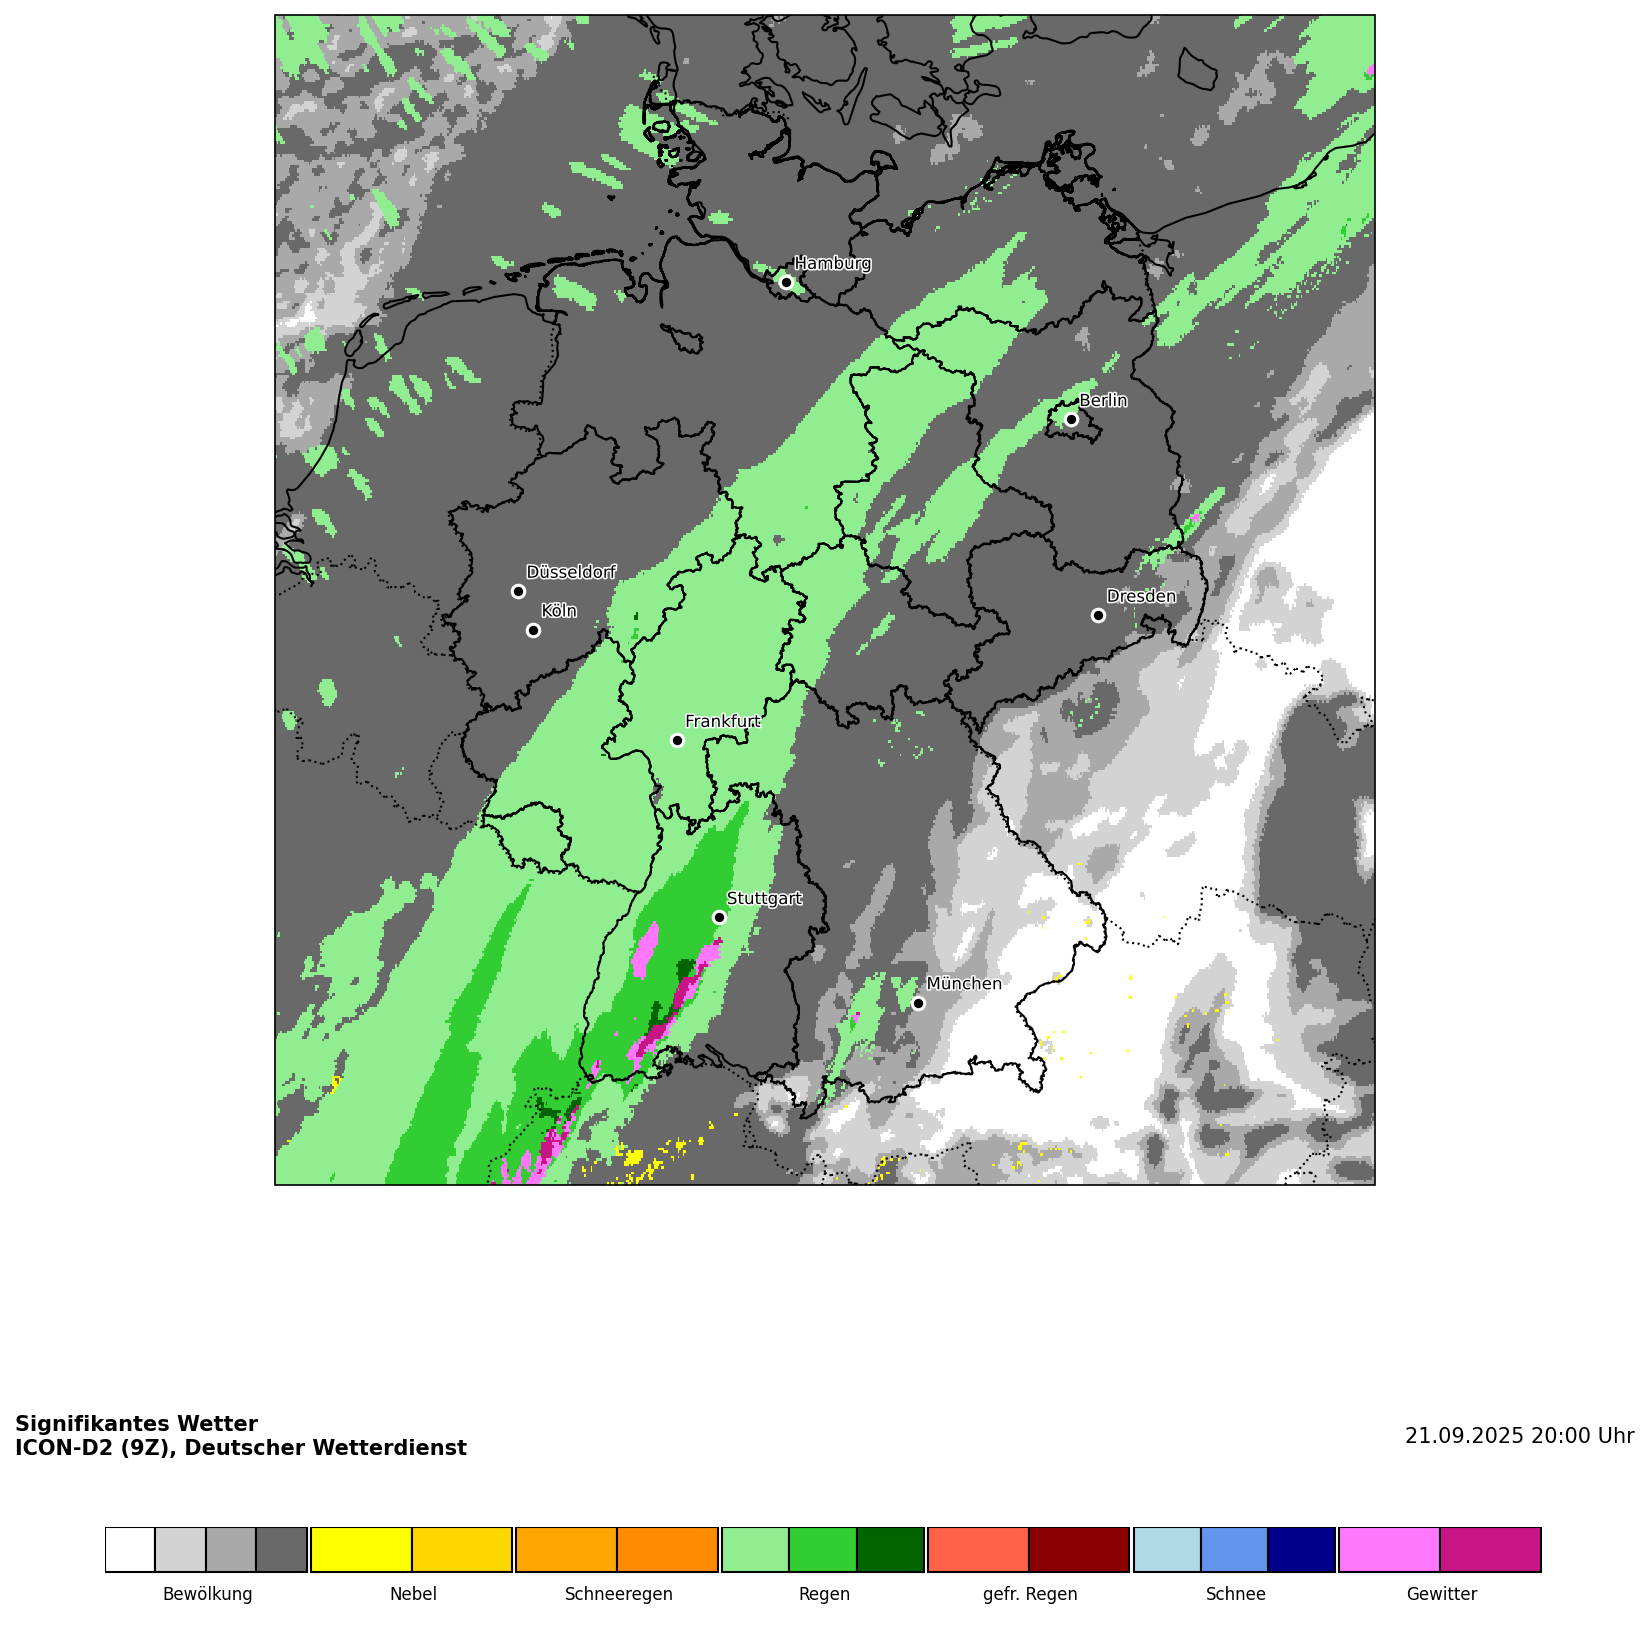 Hamburg
Berlin
Düsseldorf
Köln
Dresden
Frankfurt
Stuttgart
München
Signifikantes Wetter
ICON-D2 (9Z), Deutscher Wetterdienst
21.09.2025 20:00 Uhr
Bewölkung Nebel Schneeregen Regen gefr. Regen Schnee Gewitter